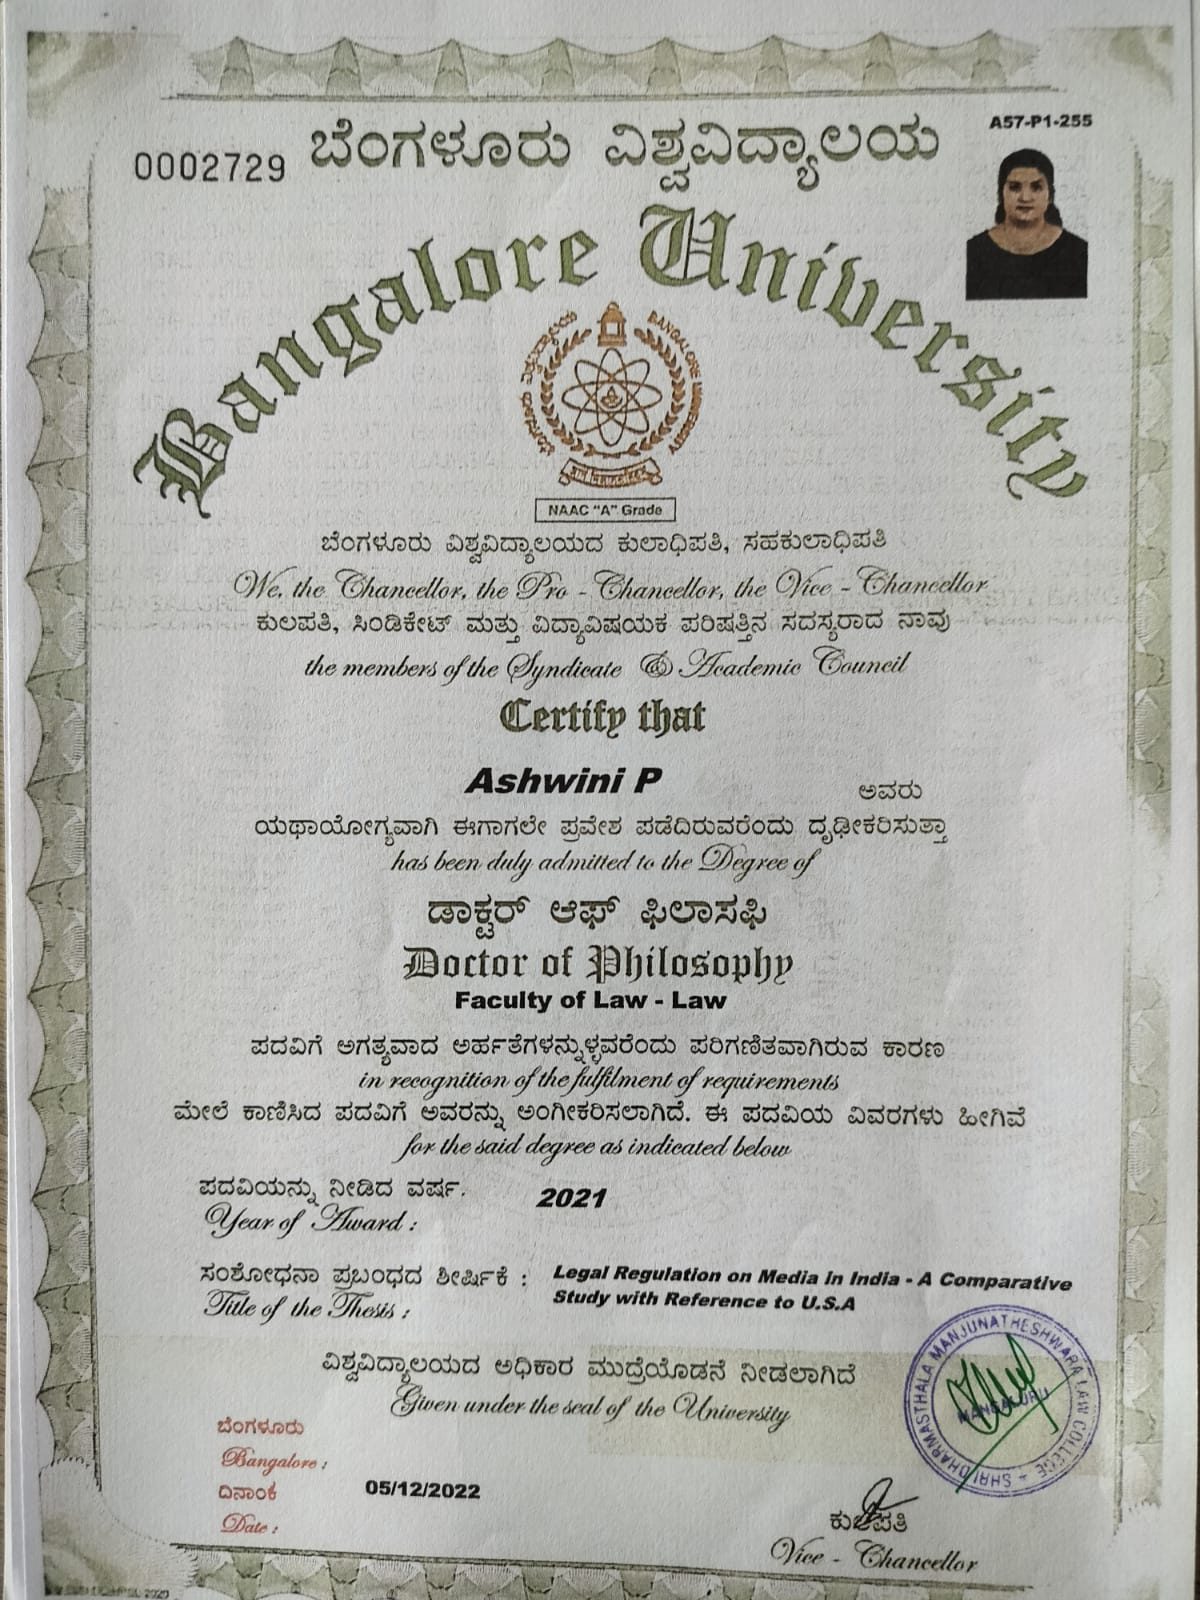 A57-P1-255
0002729
ಬೆಂಗಳೂರು ವಿಶ್ವವಿದ್ಯಾಲಯ
Bangalore University
BANGALORE UNIVERSITY
NAAC "A" Grade
ಬೆಂಗಳೂರು ವಿಶ್ವವಿದ್ಯಾಲಯದ ಕುಲಾಧಿಪತಿ, ಸಹಕುಲಾಧಿಪತಿ
We, the Chancellor, the Pro - Chancellor, the Vice - Chancellor
ಕುಲಪತಿ, ಸಿಂಡಿಕೇಟ್ ಮತ್ತು ವಿದ್ಯಾವಿಷಯಕ ಪರಿಷತ್ತಿನ ಸದಸ್ಯರಾದ ನಾವು
the members of the Syndicate & Academic Council
Certify that
Ashwini P
ಅವರು
ಯಥಾಯೋಗ್ಯವಾಗಿ ಈಗಾಗಲೇ ಪ್ರವೇಶ ಪಡೆದಿರುವರೆಂದು ದೃಢೀಕರಿಸುತ್ತಾ
has been duly admitted to the Degree of
ಡಾಕ್ಟರ್ ಆಫ್ ಫಿಲಾಸಫಿ
Doctor of Philosophy
Faculty of Law - Law
ಪದವಿಗೆ ಅಗತ್ಯವಾದ ಅರ್ಹತೆಗಳನ್ನುಳ್ಳವರೆಂದು ಪರಿಗಣಿತವಾಗಿರುವ ಕಾರಣ
in recognition of the fulfilment of requirements
ಮೇಲೆ ಕಾಣಿಸಿದ ಪದವಿಗೆ ಅವರನ್ನು ಅಂಗೀಕರಿಸಲಾಗಿದೆ. ಈ ಪದವಿಯ ವಿವರಗಳು ಹೀಗಿವೆ
for the said degree as indicated below
ಪದವಿಯನ್ನು ನೀಡಿದ ವರ್ಷ.
Year of Award : 2021
ಸಂಶೋಧನಾ ಪ್ರಬಂಧದ ಶೀರ್ಷಿಕೆ : Legal Regulation on Media in India - A Comparative
Title of the Thesis : Study with Reference to U.S.A
ವಿಶ್ವವಿದ್ಯಾಲಯದ ಅಧಿಕಾರ ಮುದ್ರೆಯೊಡನೆ ನೀಡಲಾಗಿದೆ
Given under the seal of the University
SHRI DHARMASTHALA MANJUNATHESHWARA LAW COLLEGE
MANGALURU
ಬೆಂಗಳೂರು
Bangalore :
ದಿನಾಂಕ 05/12/2022
Date :
ಕುಲಪತಿ
Vice - Chancellor